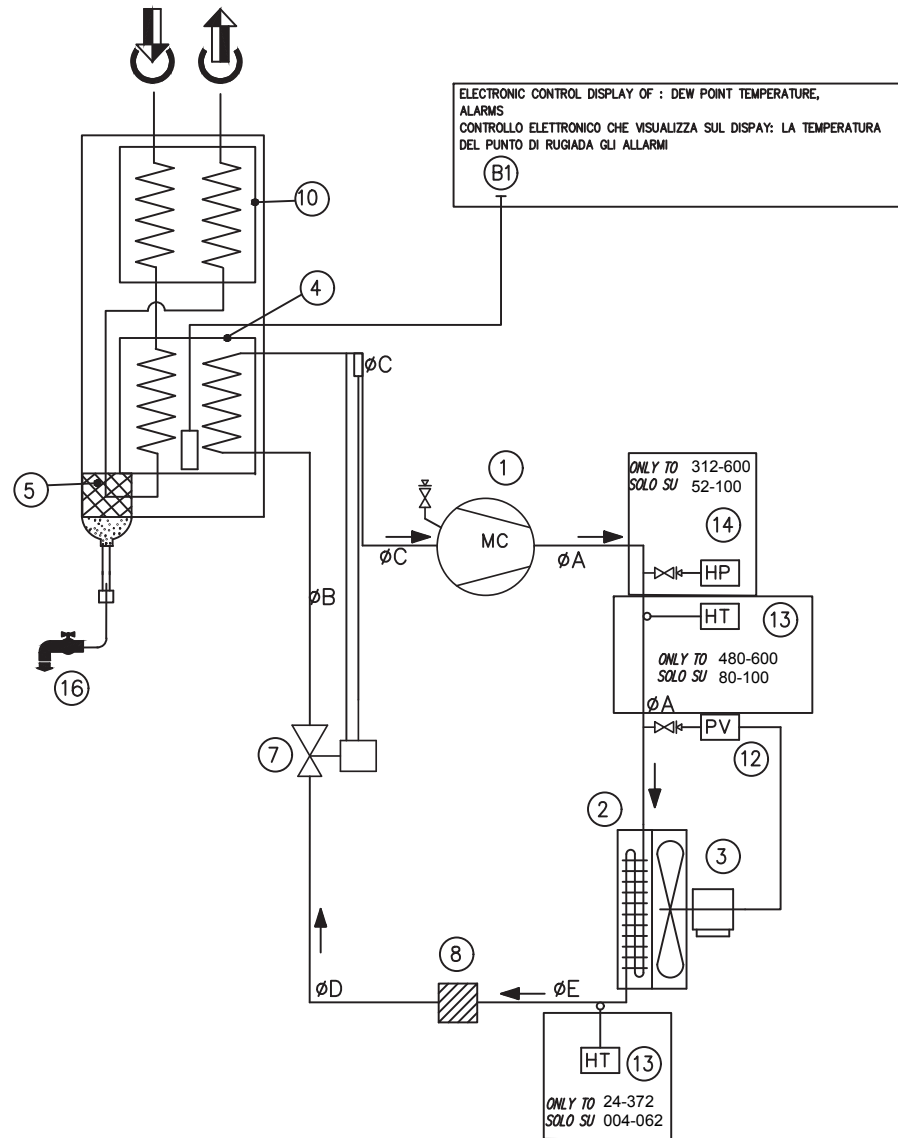 ELECTRONIC CONTROL DISPLAY OF : DEW POINT TEMPERATURE,
ALARMS
CONTROLLO ELETTRONICO CHE VISUALIZZA SUL DISPAY: LA TEMPERATURA
DEL PUNTO DI RUGIADA GLI ALLARMI
B1
10
4
øC
5
1
MC
øC
øA
ONLY TO 312-600
SOLO SU 52-100
14
HP
HT
13
ONLY TO 480-600
SOLO SU 80-100
øB
16
øA
PV
12
7
2
3
8
øD
øE
HT
13
ONLY TO 24-372
SOLO SU 004-062